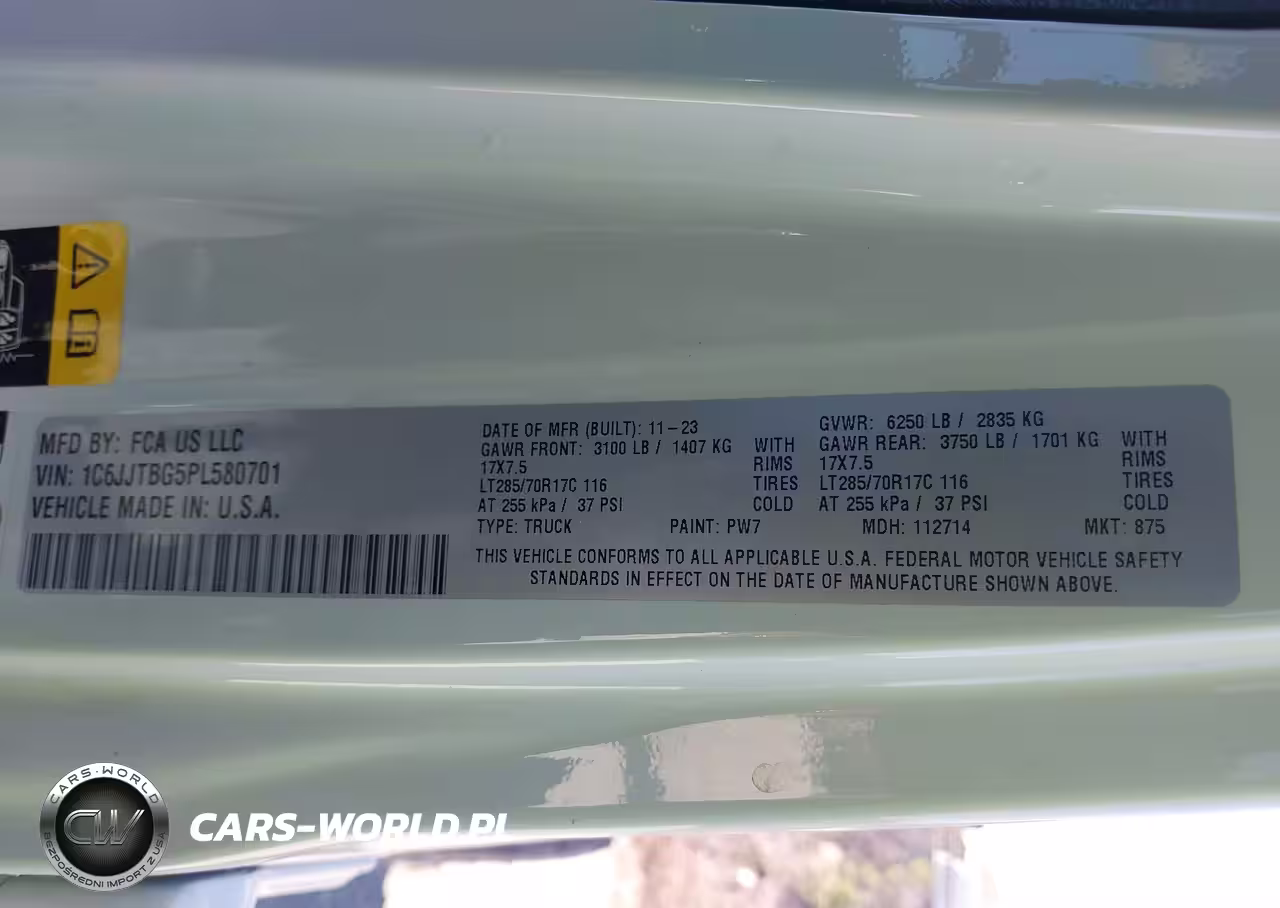 MFD BY: FCA US LLC
VIN: 1C6JJTBG5PL580701
VEHICLE MADE IN: U.S.A.
DATE OF MFR (BUILT): 11-23 GVWR: 6250 LB / 2835 KG
GAWR FRONT: 3100 LB / 1407 KG WITH GAWR REAR: 3750 LB / 1701 KG WITH
17X7.5 RIMS 17X7.5 RIMS
LT285/70R17C 116 TIRES LT285/70R17C 116 TIRES
AT 255 kPa / 37 PSI COLD AT 255 kPa / 37 PSI COLD
TYPE: TRUCK PAINT: PW7 MDH: 112714 MKT: 875
THIS VEHICLE CONFORMS TO ALL APPLICABLE U.S.A. FEDERAL MOTOR VEHICLE SAFETY
STANDARDS IN EFFECT ON THE DATE OF MANUFACTURE SHOWN ABOVE.
CARS-WORLD
CW
BEZPOŚREDNI IMPORT Z USA
CARS-WORLD.PL